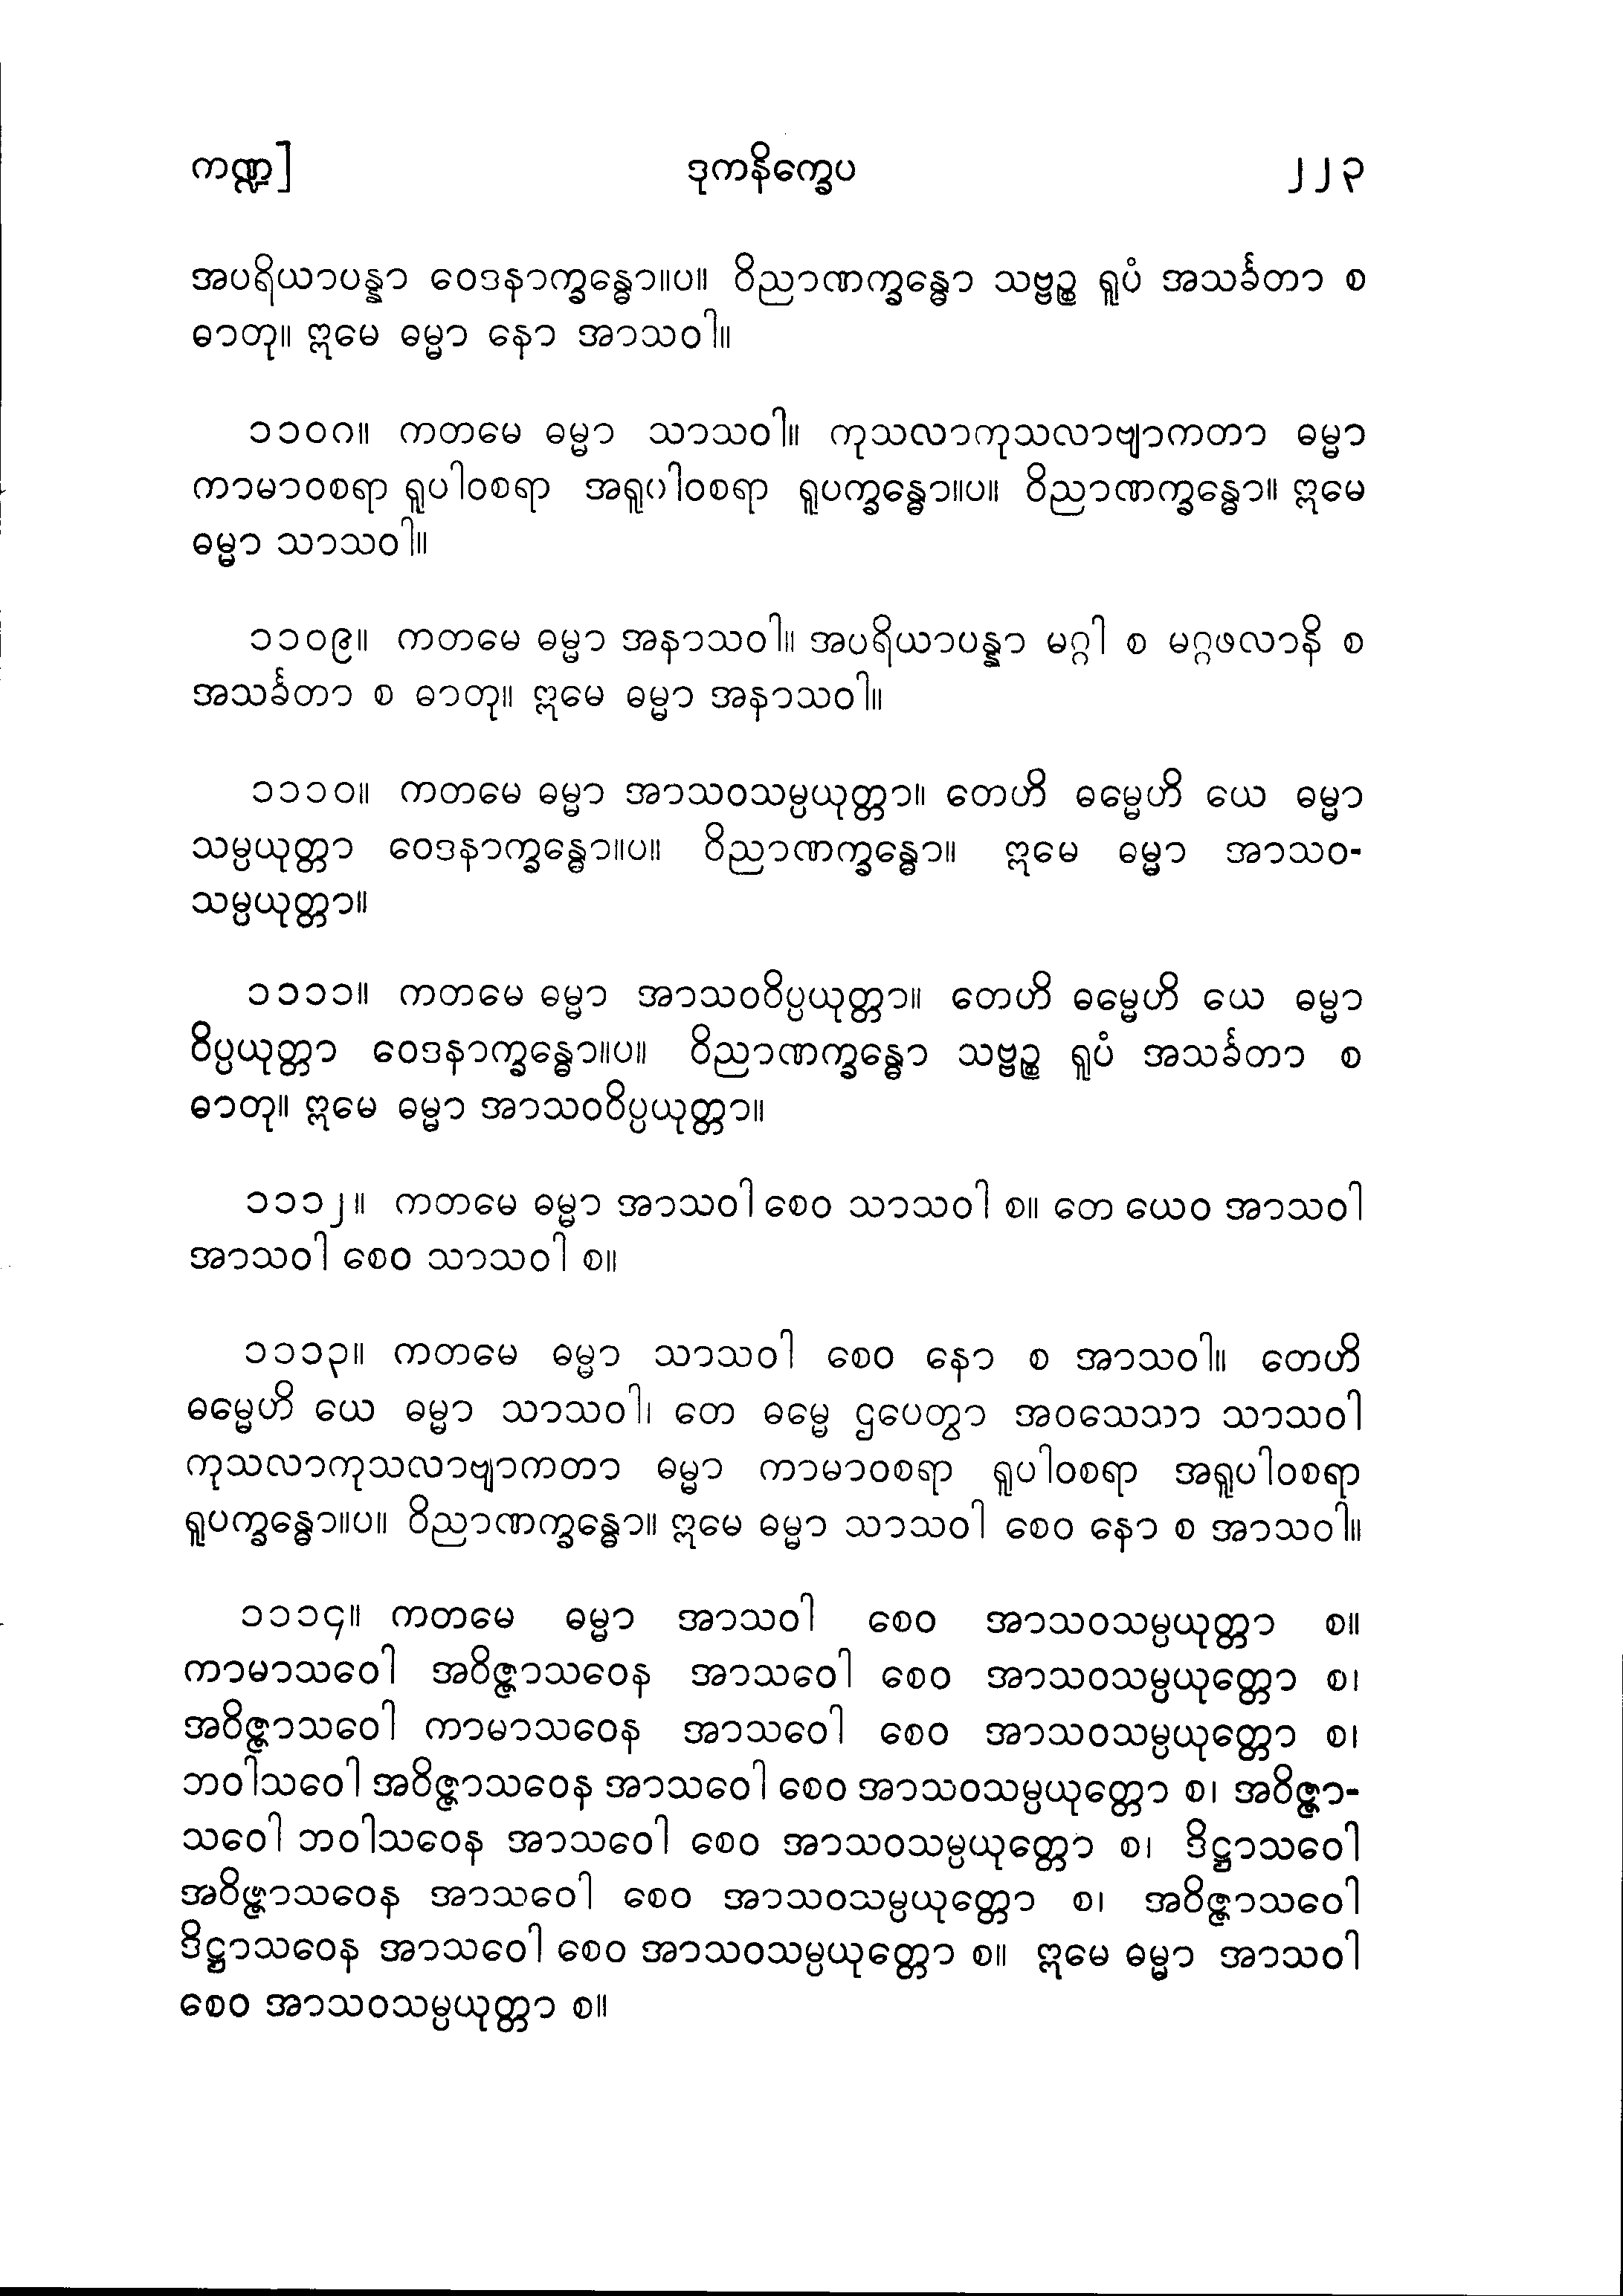 ကဏ္ဍ] ဒုကနိက္ခေပ ၂၂၃
အပရိယာပန္နာ ဝေဒနာက္ခန္ဓော။ပ။ ဝိညာဏက္ခန္ဓော သဗ္ဗဉ္စ ရူပံ အသင်္ခတာ စ
ဓာတု။ ဣမေ ဓမ္မာ နော အာသဝါ။
၁၁၀ဂ။ ကတမေ ဓမ္မာ သာသဝါ။ ကုသလာကုသလာဗျာကတာ ဓမ္မာ
ကာမာဝစရာ ရူပါဝစရာ အရူပါဝစရာ ရူပက္ခန္ဓော။ပ။ ဝိညာဏက္ခန္ဓော။ ဣမေ
ဓမ္မာ သာသဝါ။
၁၁၀၉။ ကတမေ ဓမ္မာ အနာသဝါ။ အပရိယာပန္နာ မဂ္ဂါ စ မဂ္ဂဖလာနိ စ
အသင်္ခတာ စ ဓာတု။ ဣမေ ဓမ္မာ အနာသဝါ။
၁၁၁၀။ ကတမေ ဓမ္မာ အာသဝသမ္ပယုတ္တာ။ တေဟိ ဓမ္မေဟိ ယေ ဓမ္မာ
သမ္ပယုတ္တာ ဝေဒနာက္ခန္ဓော။ပ။ ဝိညာဏက္ခန္ဓော။ ဣမေ ဓမ္မာ အာသဝ-
သမ္ပယုတ္တာ။
၁၁၁၁။ ကတမေ ဓမ္မာ အာသဝဝိပ္ပယုတ္တာ။ တေဟိ ဓမ္မေဟိ ယေ ဓမ္မာ
ဝိပ္ပယုတ္တာ ဝေဒနာက္ခန္ဓော။ပ။ ဝိညာဏက္ခန္ဓော သဗ္ဗဉ္စ ရူပံ အသင်္ခတာ စ
ဓာတု။ ဣမေ ဓမ္မာ အာသဝဝိပ္ပယုတ္တာ။
၁၁၁၂။ ကတမေ ဓမ္မာ အာသဝါ စေဝ သာသဝါ စ။ တေ ယေဝ အာသဝါ
အာသဝါ စေဝ သာသဝါ စ။
၁၁၁၃။ ကတမေ ဓမ္မာ သာသဝါ စေဝ နော စ အာသဝါ။ တေဟိ
ဓမ္မေဟိ ယေ ဓမ္မာ သာသဝါ၊ တေ ဓမ္မေ ဌပေတွာ အဝသေသာ သာသဝါ
ကုသလာကုသလာဗျာကတာ ဓမ္မာ ကာမာဝစရာ ရူပါဝစရာ အရူပါဝစရာ
ရူပက္ခန္ဓော။ပ။ ဝိညာဏက္ခန္ဓော။ ဣမေ ဓမ္မာ သာသဝါ စေဝ နော စ အာသဝါ။
၁၁၁၄။ ကတမေ ဓမ္မာ အာသဝါ စေဝ အာသဝသမ္ပယုတ္တာ စ။
ကာမာသဝေါ အဝိဇ္ဇာသဝေန အာသဝေါ စေဝ အာသဝသမ္ပယုတ္တော စ၊
အဝိဇ္ဇာသဝေါ ကာမာသဝေန အာသဝေါ စေဝ အာသဝသမ္ပယုတ္တော စ၊
ဘဝါသဝေါ အဝိဇ္ဇာသဝေန အာသဝေါ စေဝ အာသဝသမ္ပယုတ္တော စ၊ အဝိဇ္ဇာ-
သဝေါ ဘဝါသဝေန အာသဝေါ စေဝ အာသဝသမ္ပယုတ္တော စ၊ ဒိဋ္ဌာသဝေါ
အဝိဇ္ဇာသဝေန အာသဝေါ စေဝ အာသဝသမ္ပယုတ္တော စ၊ အဝိဇ္ဇာသဝေါ
ဒိဋ္ဌာသဝေန အာသဝေါ စေဝ အာသဝသမ္ပယုတ္တော စ။ ဣမေ ဓမ္မာ အာသဝါ
စေဝ အာသဝသမ္ပယုတ္တာ စ။